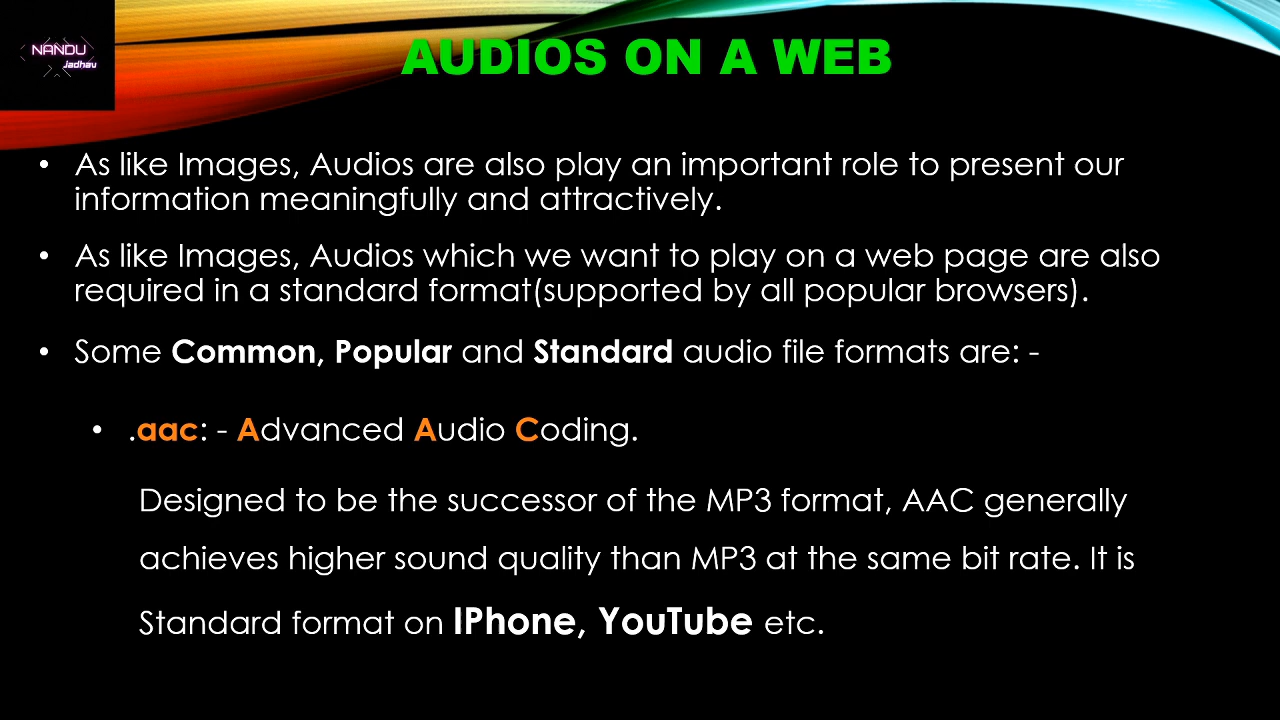 NANDU
Jadhav
AUDIOS ON A WEB
• As like Images, Audios are also play an important role to present our
information meaningfully and attractively.
• As like Images, Audios which we want to play on a web page are also
required in a standard format(supported by all popular browsers).
• Some Common, Popular and Standard audio file formats are: -
• .aac: - Advanced Audio Coding.
Designed to be the successor of the MP3 format, AAC generally
achieves higher sound quality than MP3 at the same bit rate. It is
Standard format on IPhone, YouTube etc.